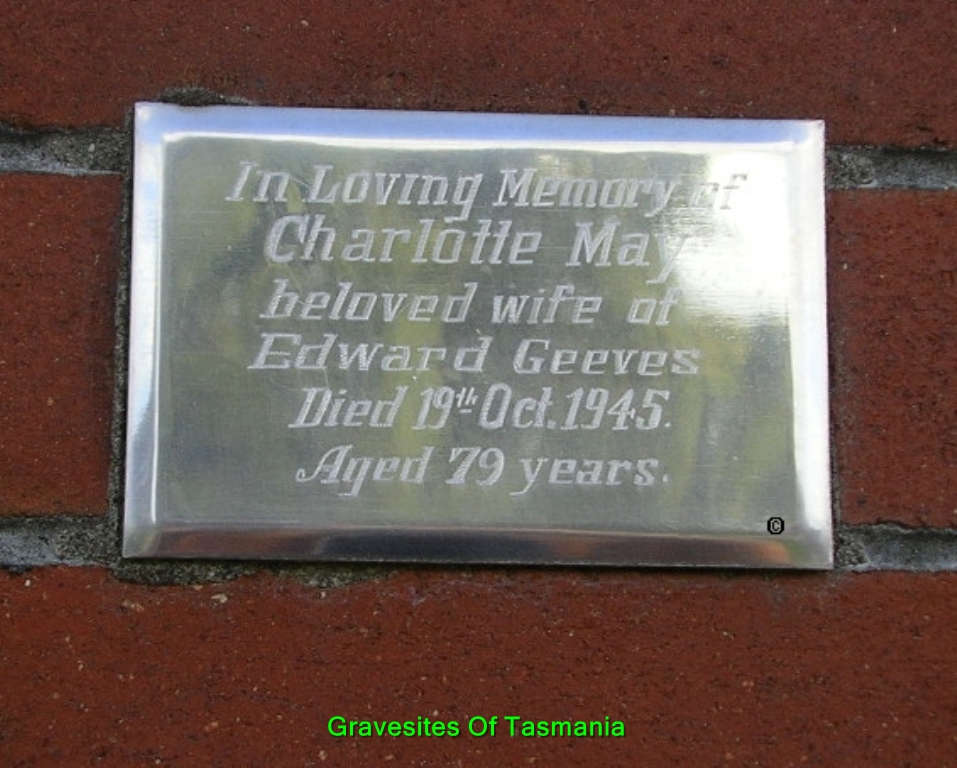 In Loving Memory of
Charlotte May
beloved wife of
Edward Geeves
Died 19th Oct. 1945.
Aged 79 years.
©
Gravesites Of Tasmania